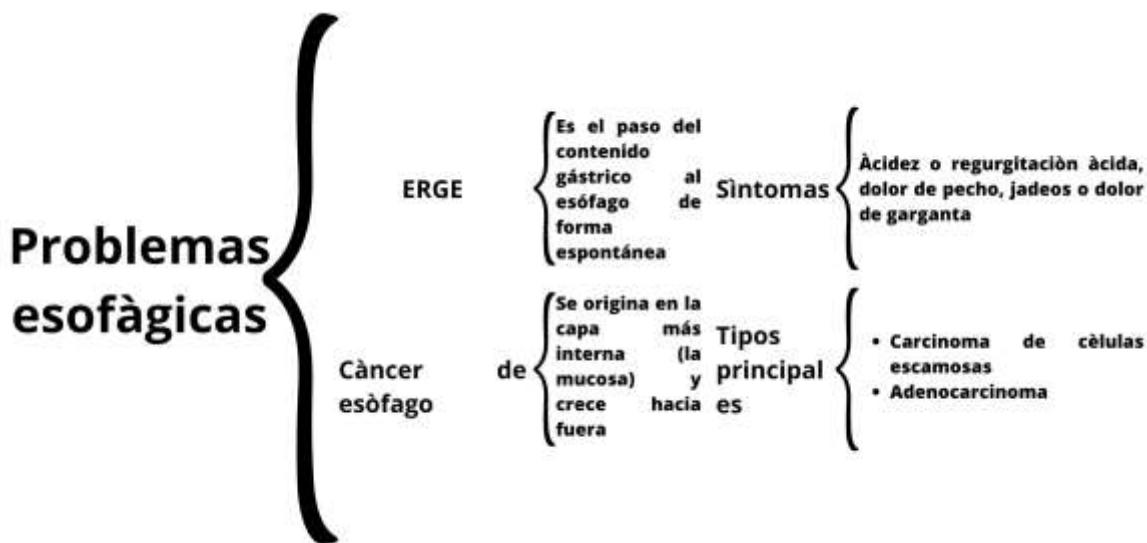 Problemas
esofàgicas
ERGE
Es el paso del
contenido
gástrico al
esófago de
forma
espontánea
Sìntomas
Àcidez o regurgitaciòn àcida,
dolor de pecho, jadeos o dolor
de garganta
Càncer de
esòfago
Se origina en la
capa más
interna (la
mucosa) y
crece hacia
fuera
Tipos
principal
es
• Carcinoma de cèlulas
escamosas
• Adenocarcinoma